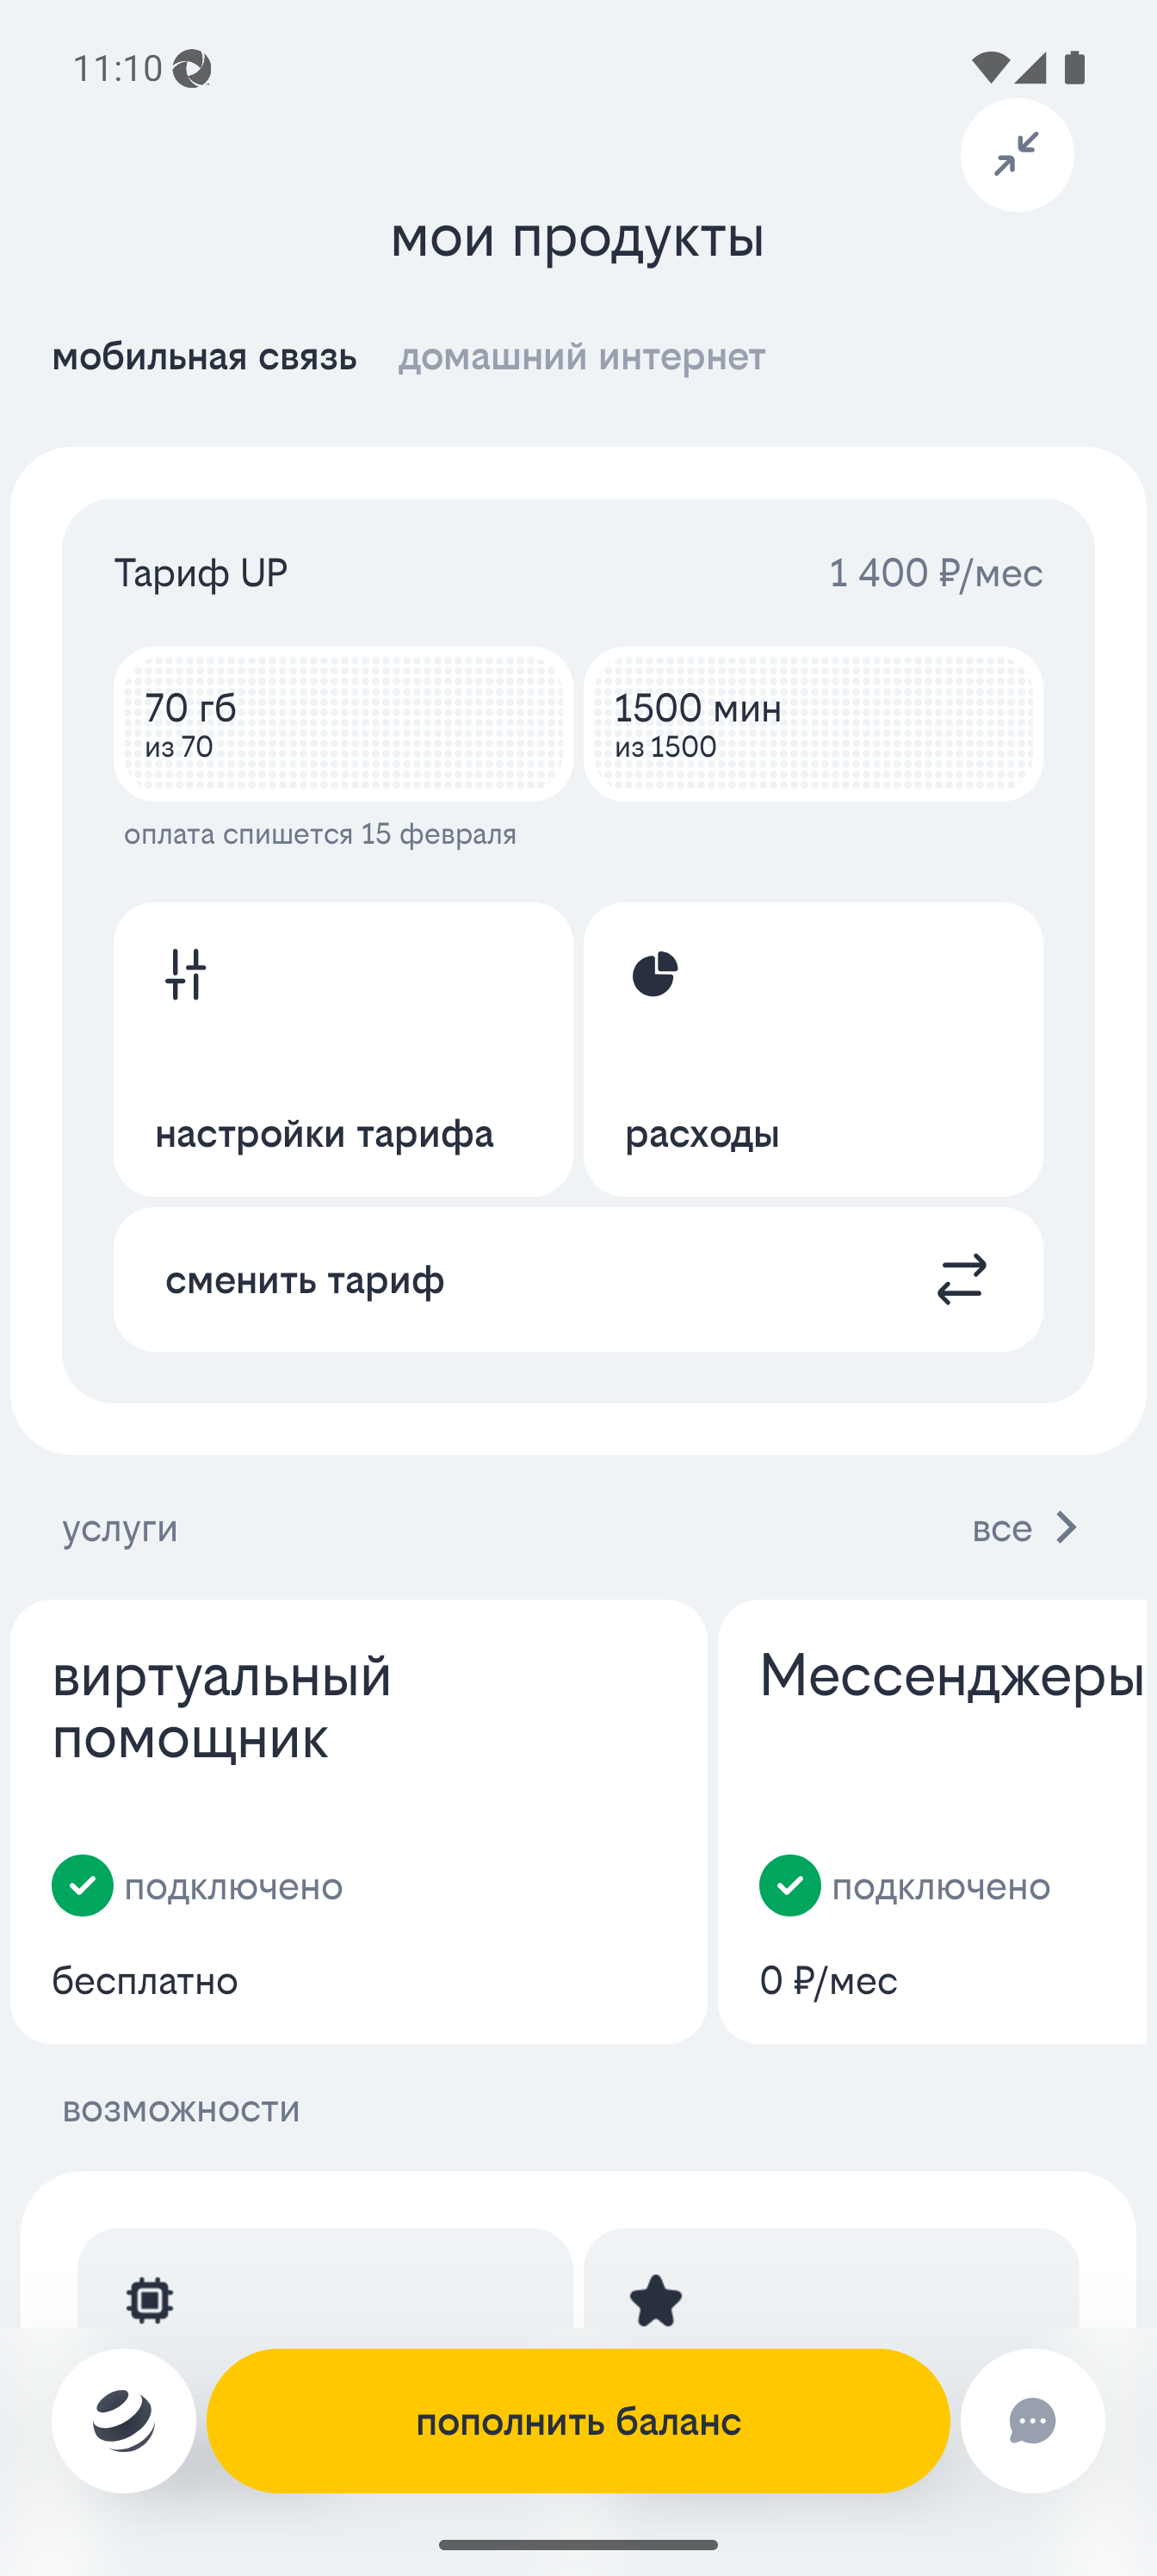 11:10
мои продукты
мобильная связь домашний интернет
Тариф UP 1 400 ₽/мес
70 гб
из 70
1500 мин
из 1500
оплата спишется 15 февраля
настройки тарифа
расходы
сменить тариф
услуги все
виртуальный
помощник
подключено
бесплатно
Мессенджеры
подключено
0 ₽/мес
возможности
пополнить баланс